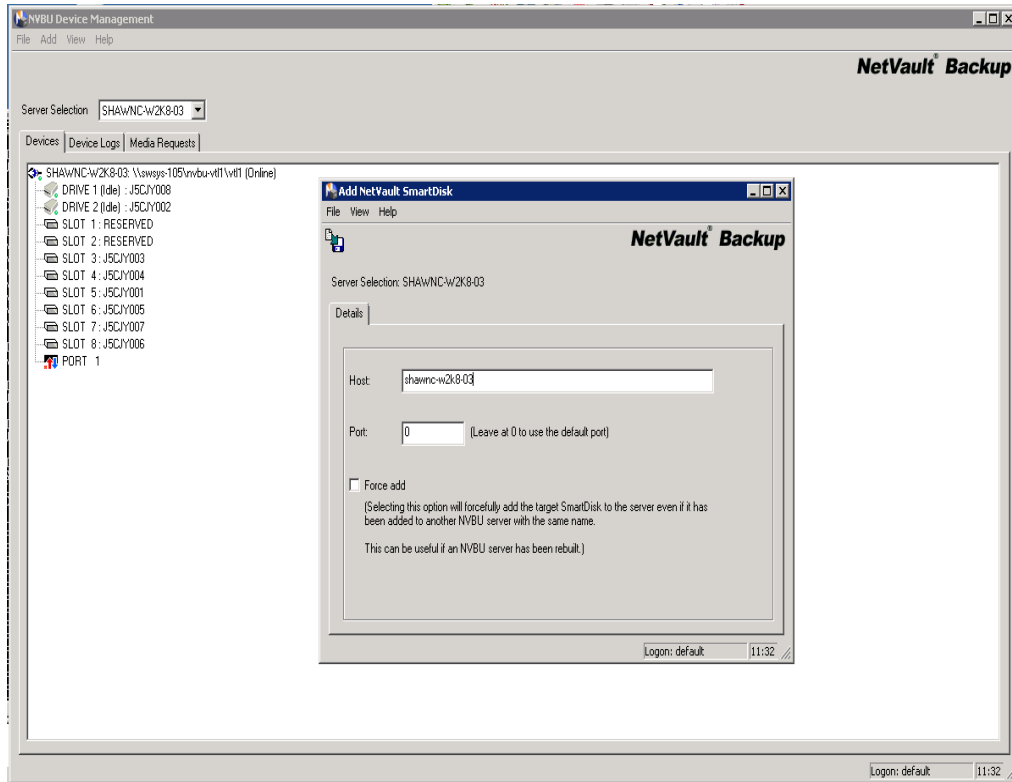 NVBU Device Management
File Add View Help
NetVault® Backup
Server Selection SHAWNC-W2K8-03
Devices Device Logs Media Requests
SHAWNC-W2K8-03: \\swsys-105\nvbu-vtl1\vtl1 (Online)
DRIVE 1 (Idle) : J5CJY008
DRIVE 2 (Idle) : J5CJY002
SLOT 1 : RESERVED
SLOT 2 : RESERVED
SLOT 3 : J5CJY003
SLOT 4 : J5CJY004
SLOT 5 : J5CJY001
SLOT 6 : J5CJY005
SLOT 7 : J5CJY007
SLOT 8 : J5CJY006
PORT 1
Add NetVault SmartDisk
File View Help
NetVault® Backup
Server Selection: SHAWNC-W2K8-03
Details
Host: shawnc-w2k8-03
Port: 0 (Leave at 0 to use the default port)
Force add
(Selecting this option will forcefully add the target SmartDisk to the server even if it has
been added to another NVBU server with the same name.
This can be useful if an NVBU server has been rebuilt.)
Logon: default 11:32
Logon: default 11:32